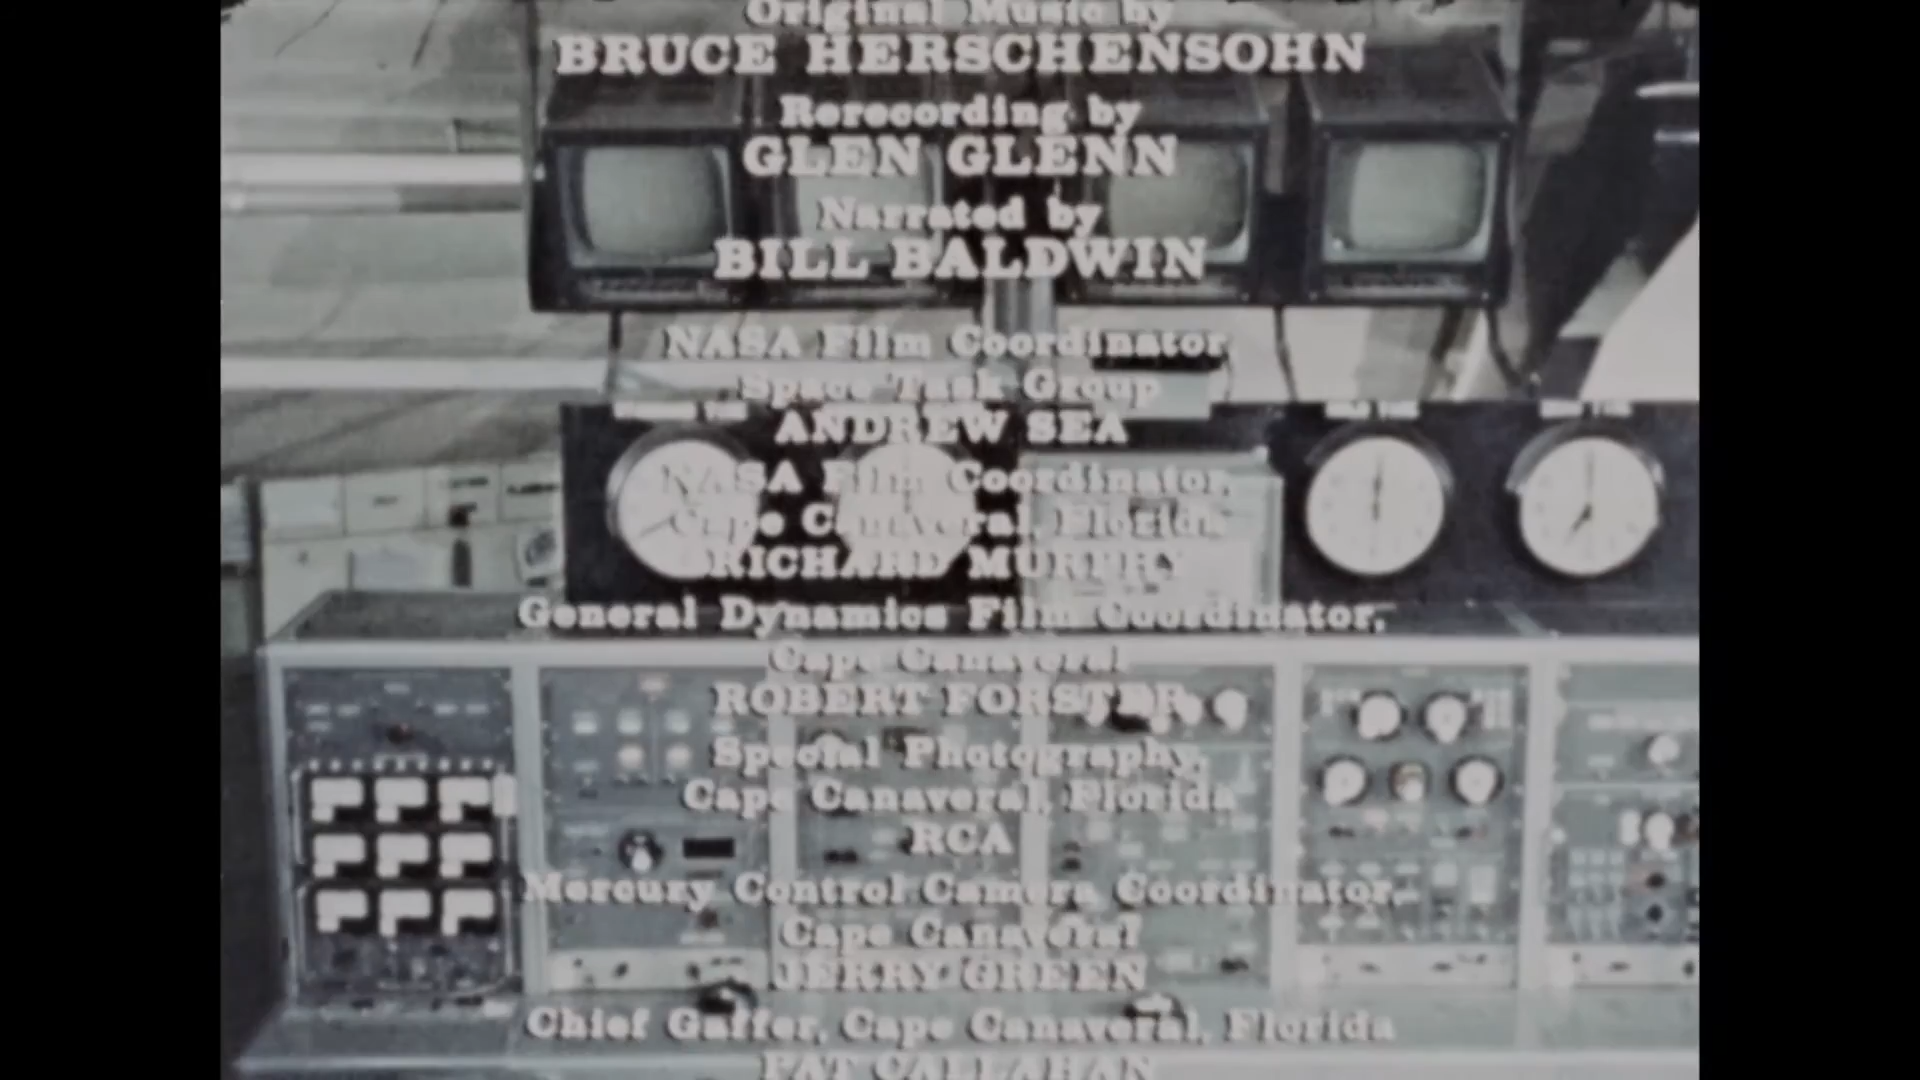 Original Music by
BRUCE HERSCHENSOHN
Rerecording by
GLEN GLENN
Narrated by
BILL BALDWIN
NASA Film Coordinator,
Space Task Group
ANDREW SEA
NASA Film Coordinator,
Cape Canaveral, Florida
RICHARD MURPHY
General Dynamics Film Coordinator,
Cape Canaveral
ROBERT FORSTER
Special Photography,
Cape Canaveral, Florida
RCA
Mercury Control Camera Coordinator,
Cape Canaveral
JERRY GREEN
Chief Gaffer, Cape Canaveral, Florida
PAT CALLAHAN